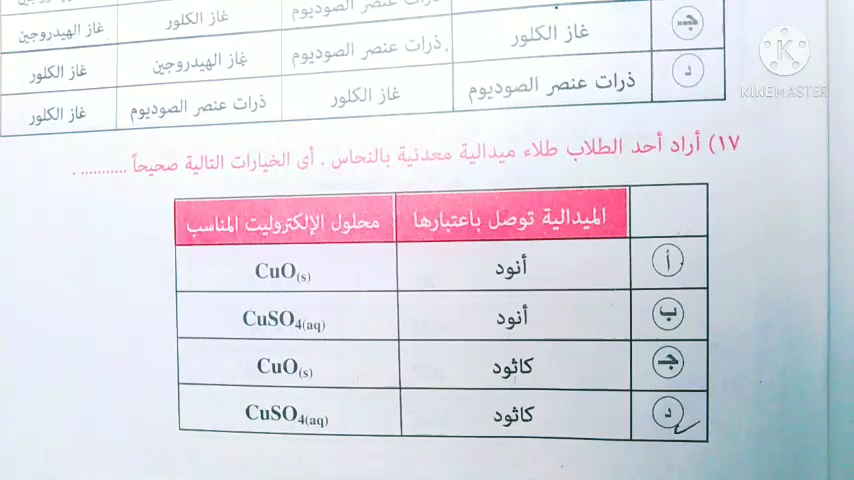 ذرات عنصر الصوديوم
غاز الكلور
غاز الهيدروجين
جـ
غاز الكلور
ذرات عنصر الصوديوم
غاز الهيدروجين
غاز الكلور
د
ذرات عنصر الصوديوم
غاز الكلور
ذرات عنصر الصوديوم
غاز الكلور
K
KINEMASTER
١٧) أراد أحد الطلاب طلاء ميدالية معدنية بالنحاس . أى الخيارات التالية صحيحاً ........... .
الميدالية توصل باعتبارها
محلول الإلكتروليت المناسب
أ
أنود
CuO(s)
ب
أنود
CuSO4(aq)
جـ
كاثود
CuO(s)
د
كاثود
CuSO4(aq)